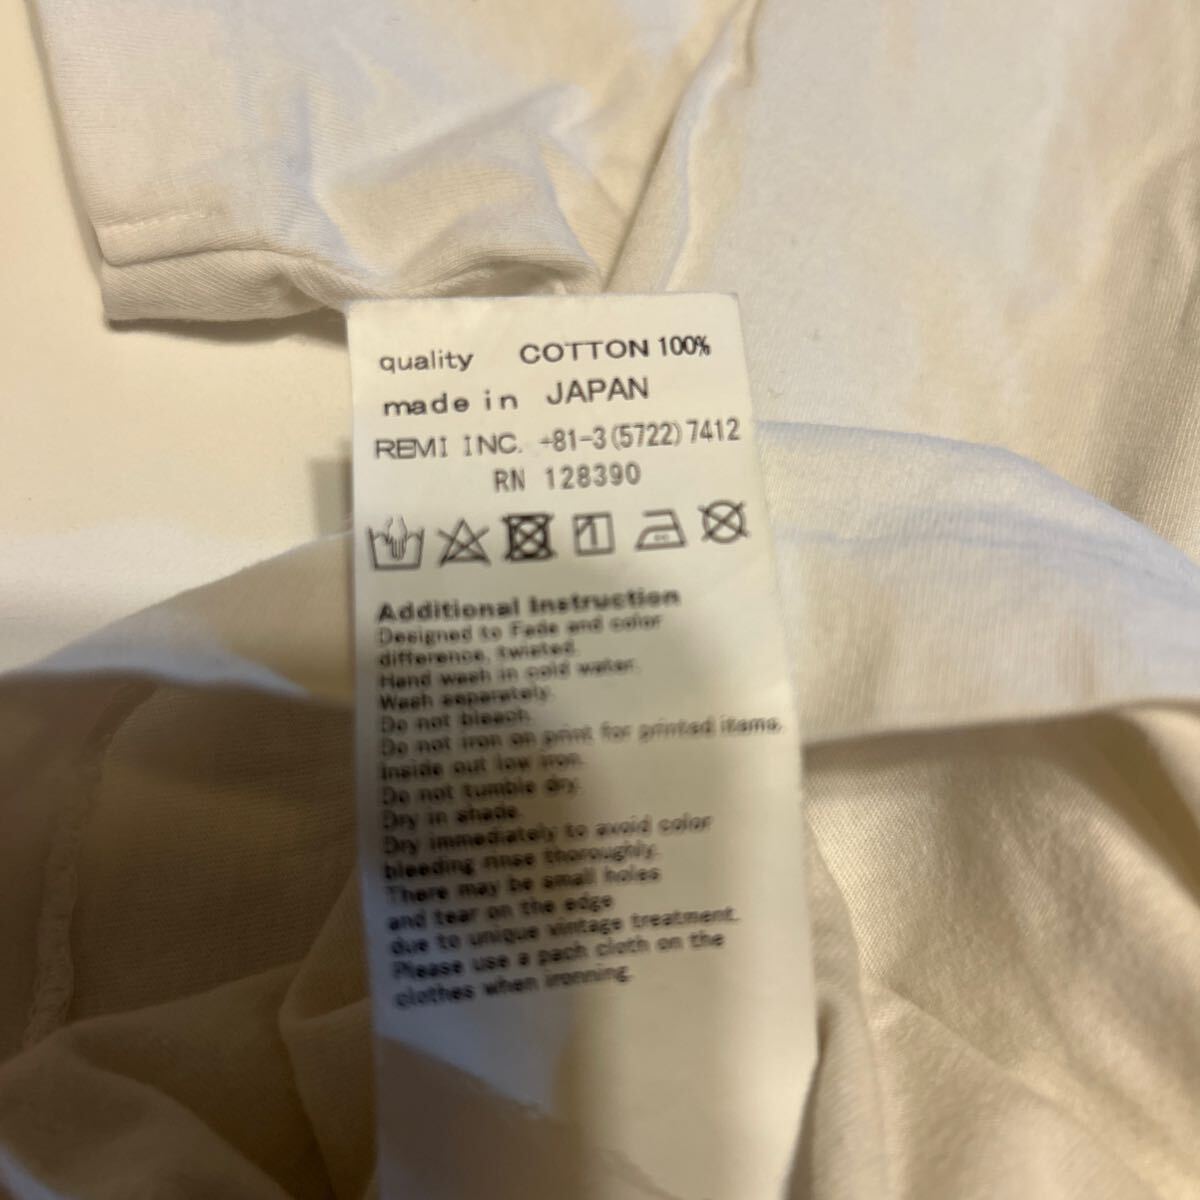 quality COTTON 100%
made in JAPAN
REMI INC. +81-3(5722)7412
RN 128390
Additional Instruction
Designed to Fade and color
difference, twisted.
Hand wash in cold water.
Wash separately.
Do not bleach.
Do not iron on print for printed items.
Inside out low iron.
Do not tumble dry.
Dry in shade.
Dry immediately to avoid color
bleeding rinse thoroughly.
There may be small holes
and tear on the edge
due to unique vintage treatment.
Please use a pach cloth on the
clothes when ironning.